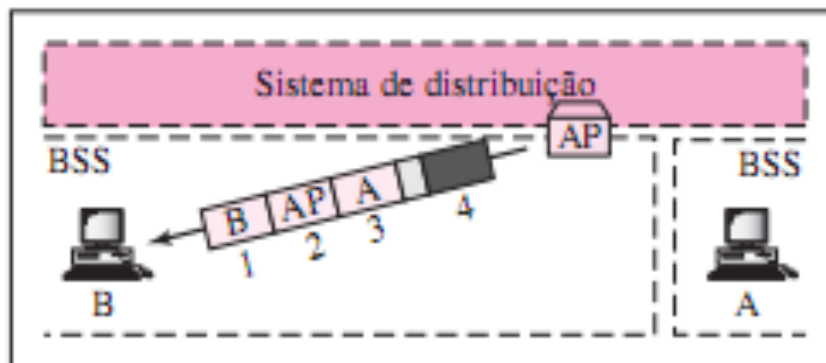 Sistema de distribuição
AP
BSS
BSS
B AP A
1 2 3 4
B
A